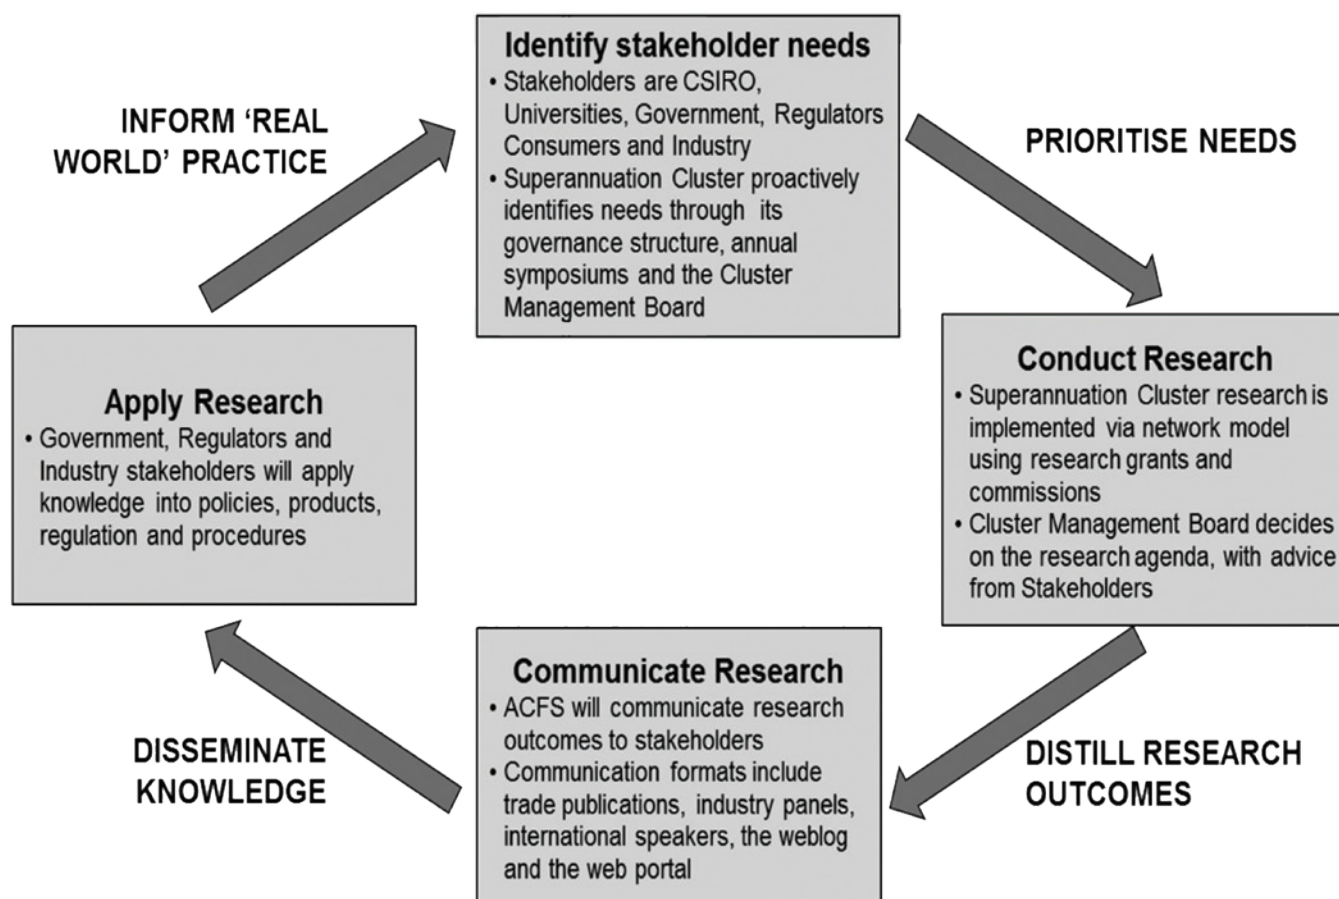 Identify stakeholder needs
• Stakeholders are CSIRO,
Universities, Government, Regulators
Consumers and Industry
• Superannuation Cluster proactively
identifies needs through its
governance structure, annual
symposiums and the Cluster
Management Board
PRIORITISE NEEDS
Conduct Research
• Superannuation Cluster research is
implemented via network model
using research grants and
commissions
• Cluster Management Board decides
on the research agenda, with advice
from Stakeholders
DISTILL RESEARCH
OUTCOMES
Communicate Research
• ACFS will communicate research
outcomes to stakeholders
• Communication formats include
trade publications, industry panels,
international speakers, the weblog
and the web portal
DISSEMINATE
KNOWLEDGE
Apply Research
• Government, Regulators and
Industry stakeholders will apply
knowledge into policies, products,
regulation and procedures
INFORM ‘REAL
WORLD’ PRACTICE